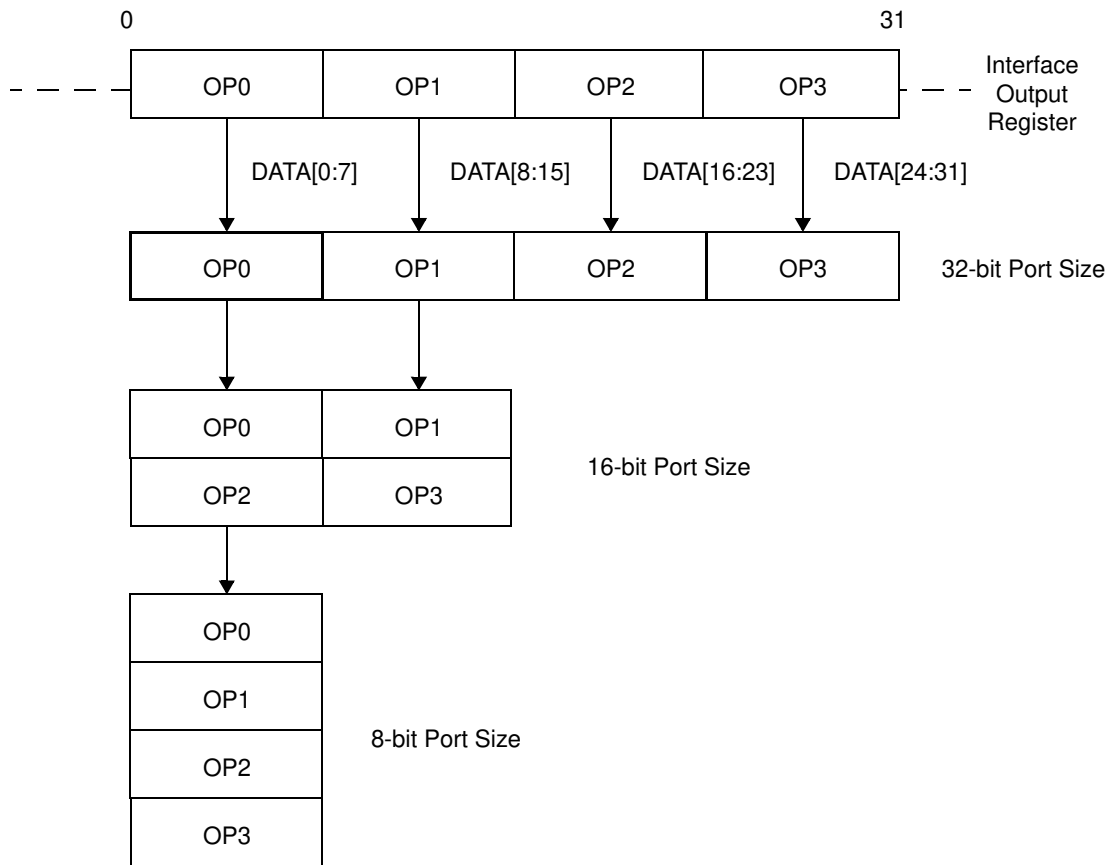 0 31
OP0 OP1 OP2 OP3
Interface
Output
Register
DATA[0:7] DATA[8:15] DATA[16:23] DATA[24:31]
OP0 OP1 OP2 OP3 32-bit Port Size
OP0 OP1
16-bit Port Size
OP2 OP3
OP0
OP1
8-bit Port Size
OP2
OP3